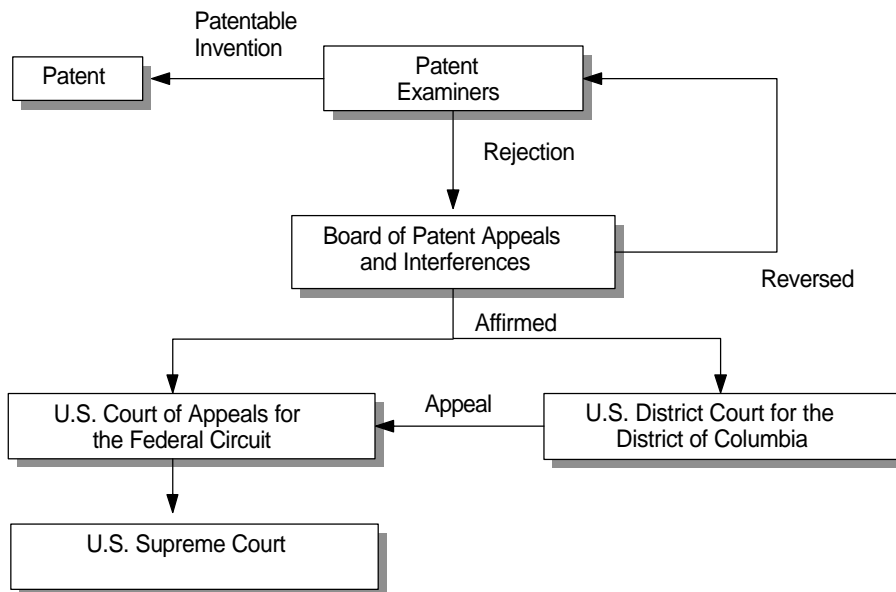 Patentable
Invention
Patent
Patent
Examiners
Rejection
Board of Patent Appeals
and Interferences
Reversed
Affirmed
U.S. Court of Appeals for
the Federal Circuit
Appeal
U.S. District Court for the
District of Columbia
U.S. Supreme Court